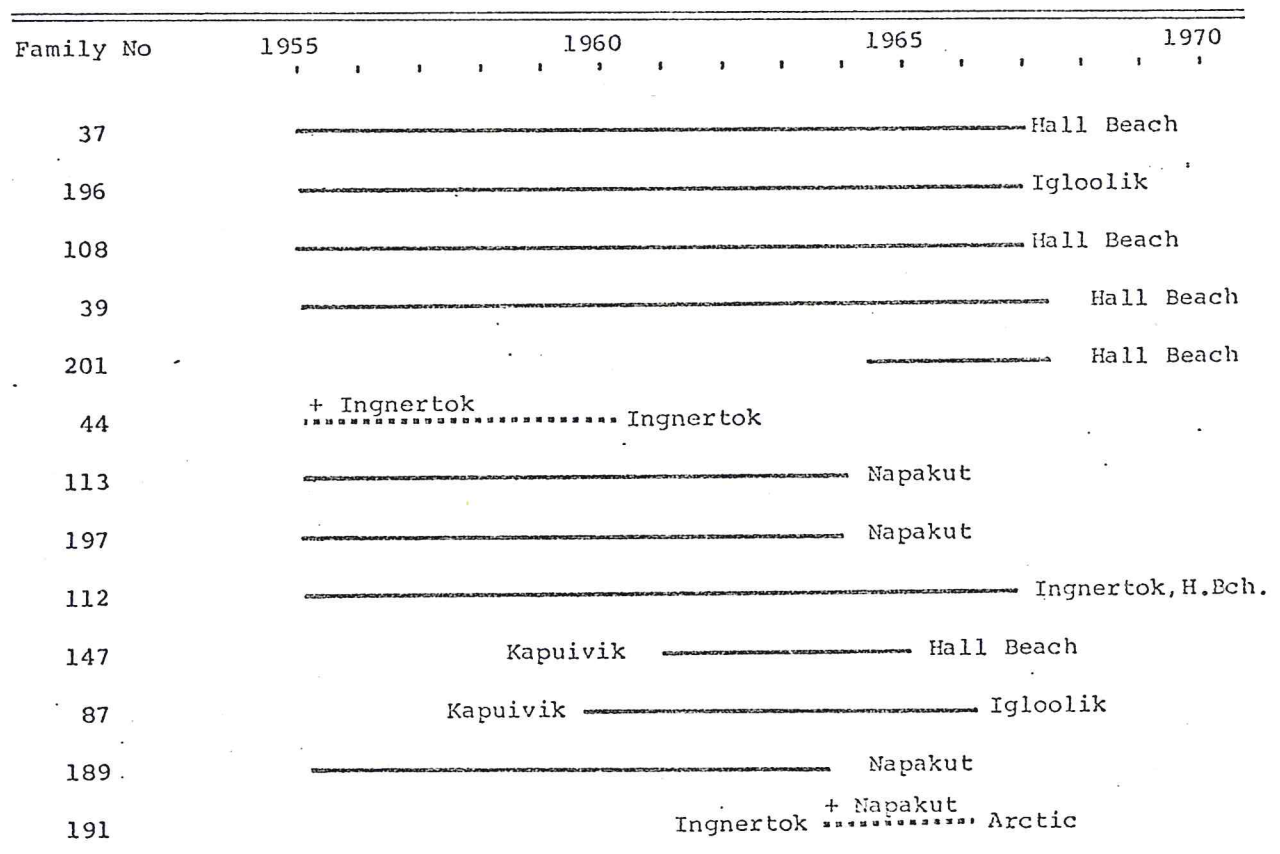 Family No 1955 1960 1965 1970
37 Hall Beach
196 Igloolik
108 Hall Beach
39 Hall Beach
201 Hall Beach
44 + Ingnertok Ingnertok
113 Napakut
197 Napakut
112 Ingnertok, H.Bch.
147 Kapuivik Hall Beach
87 Kapuivik Igloolik
189 Napakut
191 Ingnertok + Napakut Arctic